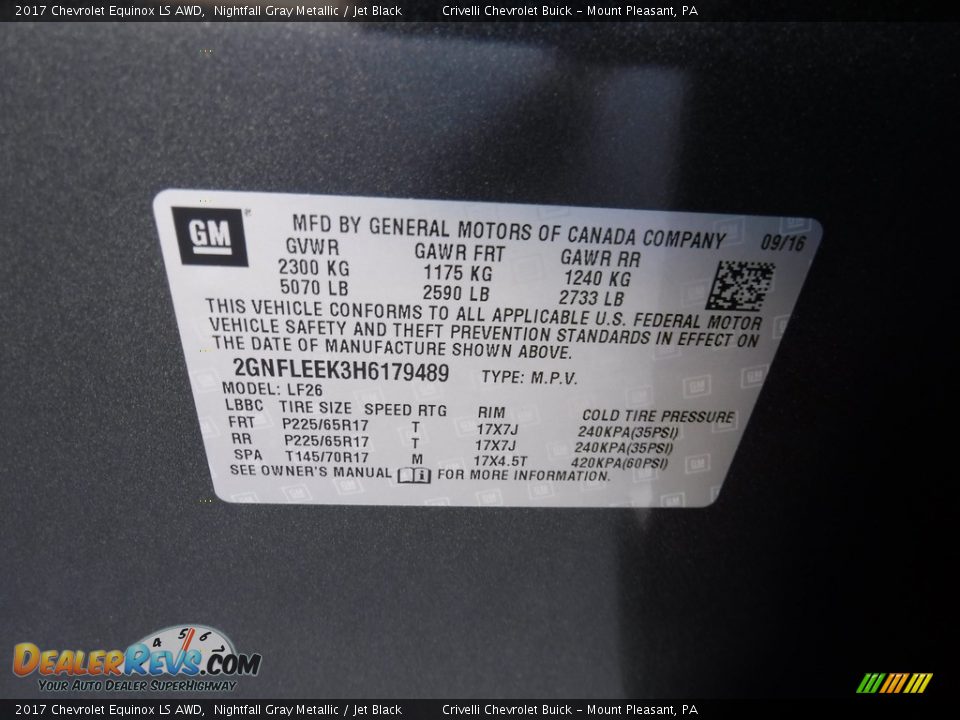 2017 Chevrolet Equinox LS AWD, Nightfall Gray Metallic / Jet Black Crivelli Chevrolet Buick - Mount Pleasant, PA
GM MFD BY GENERAL MOTORS OF CANADA COMPANY 09/16
GVWR GAWR FRT GAWR RR
2300 KG 1175 KG 1240 KG
5070 LB 2590 LB 2733 LB
THIS VEHICLE CONFORMS TO ALL APPLICABLE U.S. FEDERAL MOTOR
VEHICLE SAFETY AND THEFT PREVENTION STANDARDS IN EFFECT ON
THE DATE OF MANUFACTURE SHOWN ABOVE.
2GNFLEEK3H6179489 TYPE: M.P.V.
MODEL: LF26
LBBC TIRE SIZE SPEED RTG RIM COLD TIRE PRESSURE
FRT P225/65R17 T 17X7J 240KPA(35PSI)
RR P225/65R17 T 17X7J 240KPA(35PSI)
SPA T145/70R17 M 17X4.5T 420KPA(60PSI)
SEE OWNER'S MANUAL FOR MORE INFORMATION.
4 5 6 7
DEALERREVS.COM
YOUR AUTO DEALER SUPERHIGHWAY
2017 Chevrolet Equinox LS AWD, Nightfall Gray Metallic / Jet Black Crivelli Chevrolet Buick - Mount Pleasant, PA